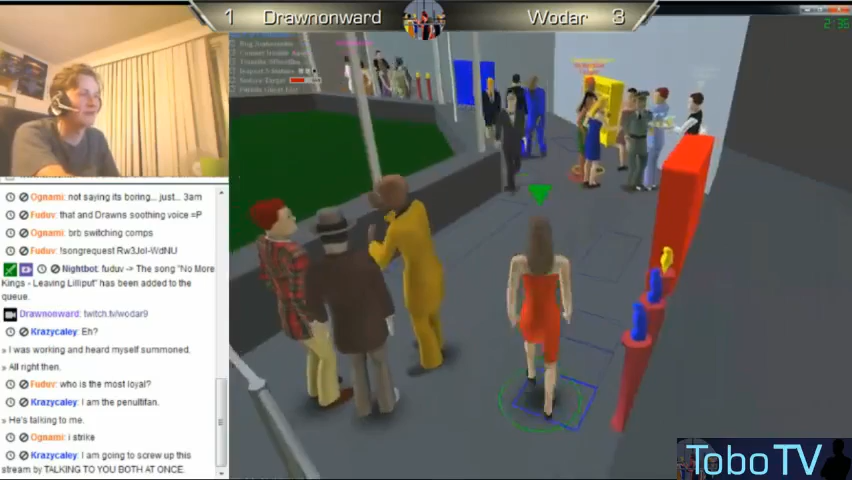 1 Drawnonward Wodar 3
2:35
Ognami: not saying its boring... just... 3am
Fuduv: that and Drawns soothing voice =P
Ognami: brb switching comps
Fuduv: !songrequest Rw3Jol-WdNU
Nightbot: fuduv -> The song "No More
Kings - Leaving Lilliput" has been added to the
queue.
Drawnonward: twitch.tv/wodar9
Krazycaley: Eh?
» I was working and heard myself summoned.
» All right then.
Fuduv: who is the most loyal?
Krazycaley: I am the penultifan.
» He's talking to me.
Ognami: i strike
Krazycaley: I am going to screw up this
stream by TALKING TO YOU BOTH AT ONCE.
Tobo TV